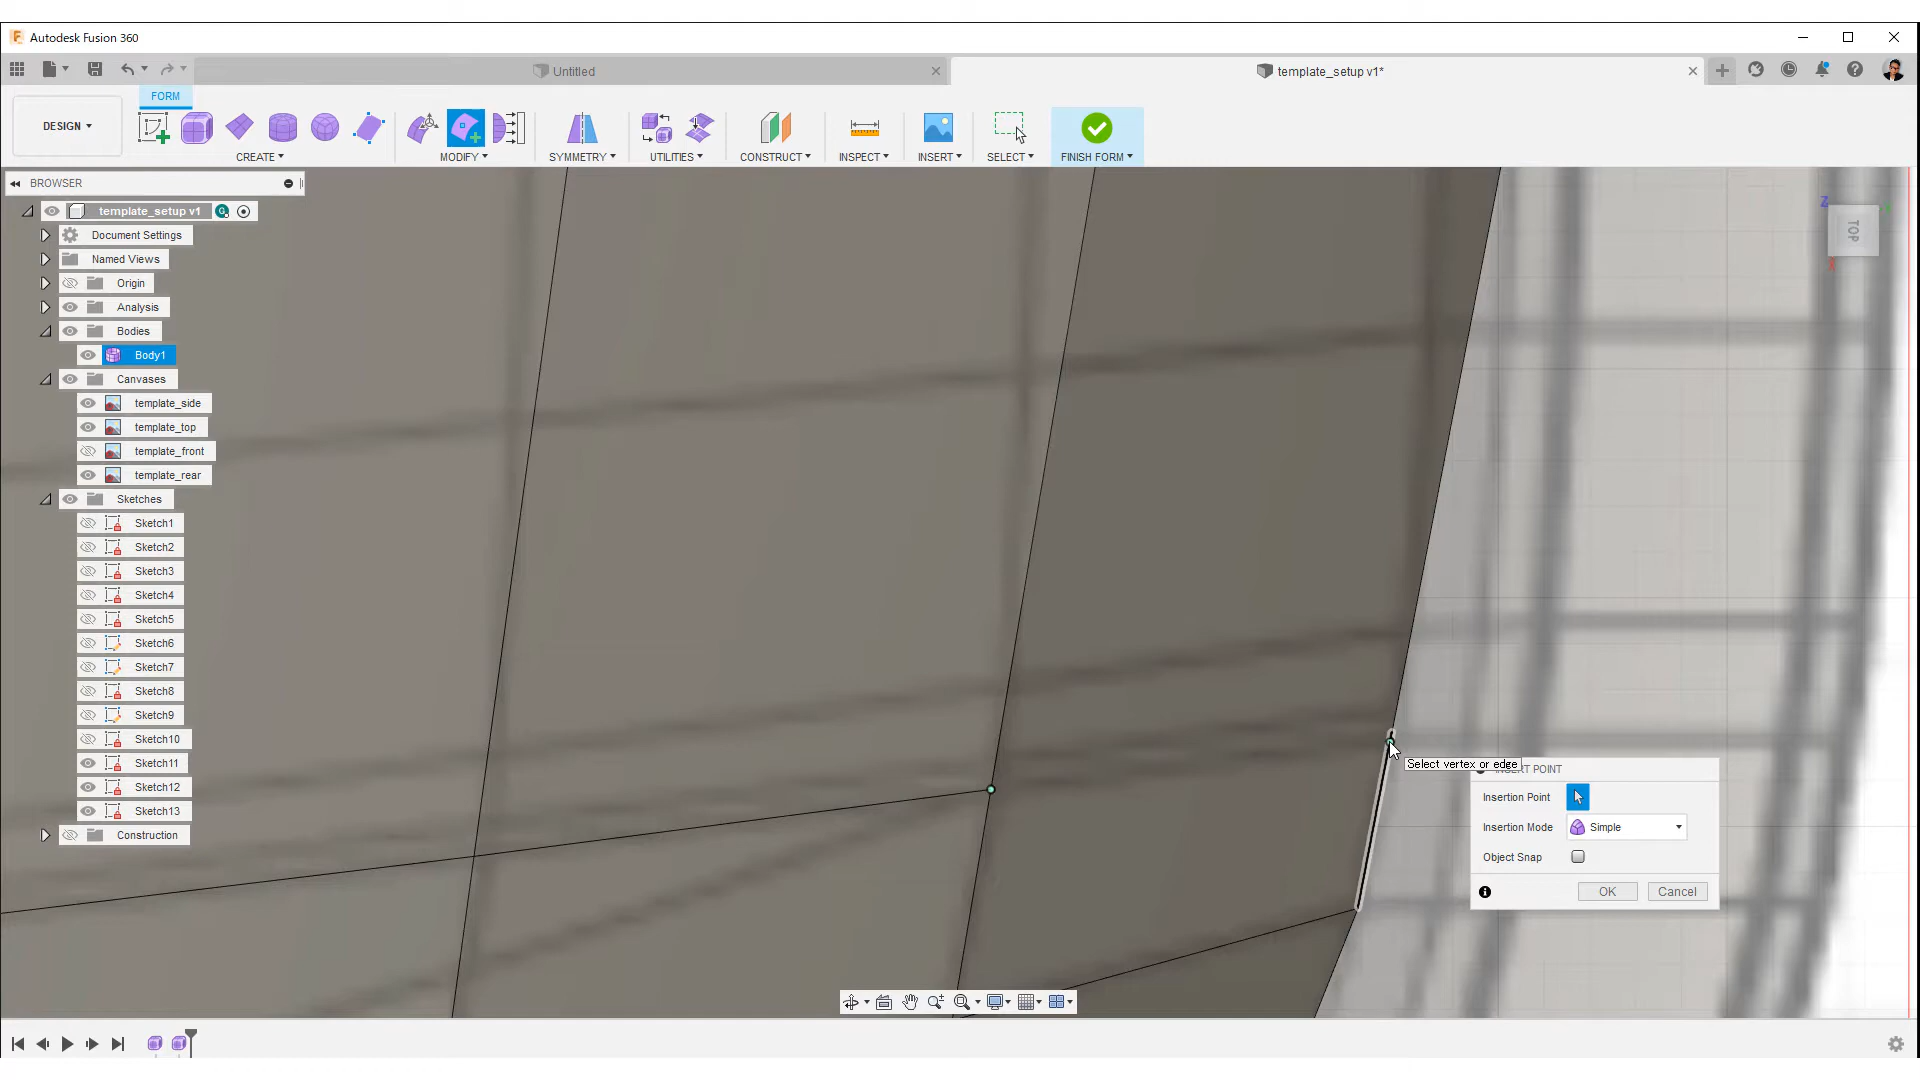 Autodesk Fusion 360
Untitled
template_setup v1*
FORM
DESIGN
CREATE
MODIFY
SYMMETRY
UTILITIES
CONSTRUCT
INSPECT
INSERT
SELECT
FINISH FORM
BROWSER
template_setup v1
Document Settings
Named Views
Origin
Analysis
Bodies
Body1
Canvases
template_side
template_top
template_front
template_rear
Sketches
Sketch1
Sketch2
Sketch3
Sketch4
Sketch5
Sketch6
Sketch7
Sketch8
Sketch9
Sketch10
Sketch11
Sketch12
Sketch13
Construction
Z
TOP
X
Select vertex or edge
POINT
Insertion Point
Insertion Mode
Simple
Object Snap
OK
Cancel